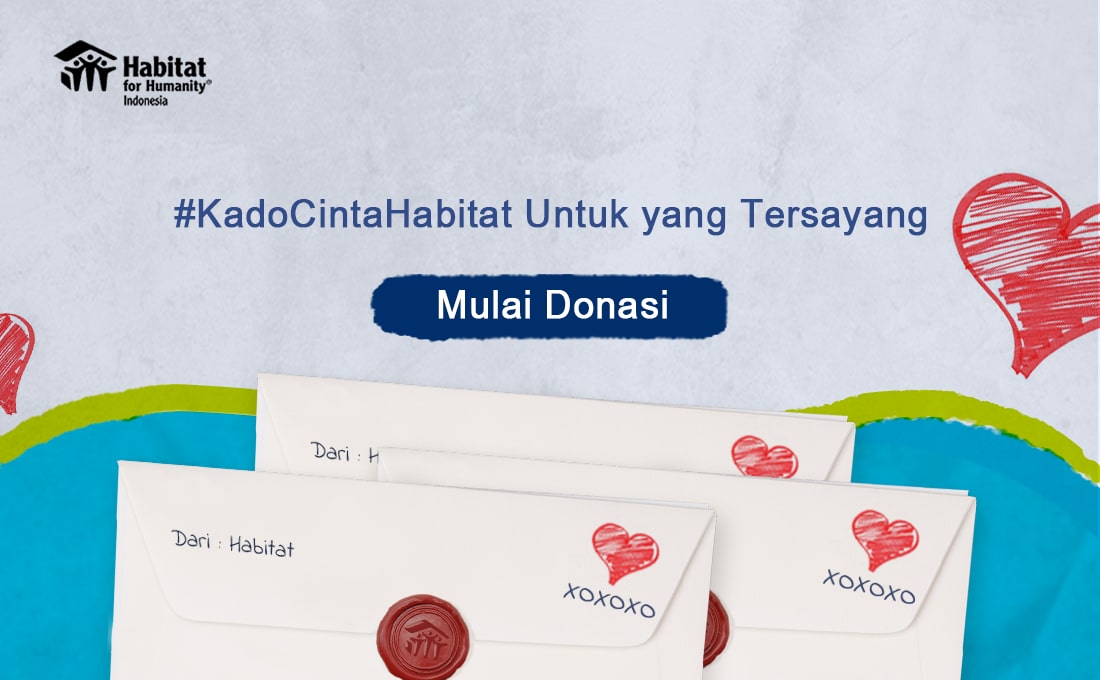 Habitat
for Humanity®
Indonesia
#KadoCintaHabitat Untuk yang Tersayang
Mulai Donasi
Dari : H
Dari : Habitat
XOXOXO
XOXOXO